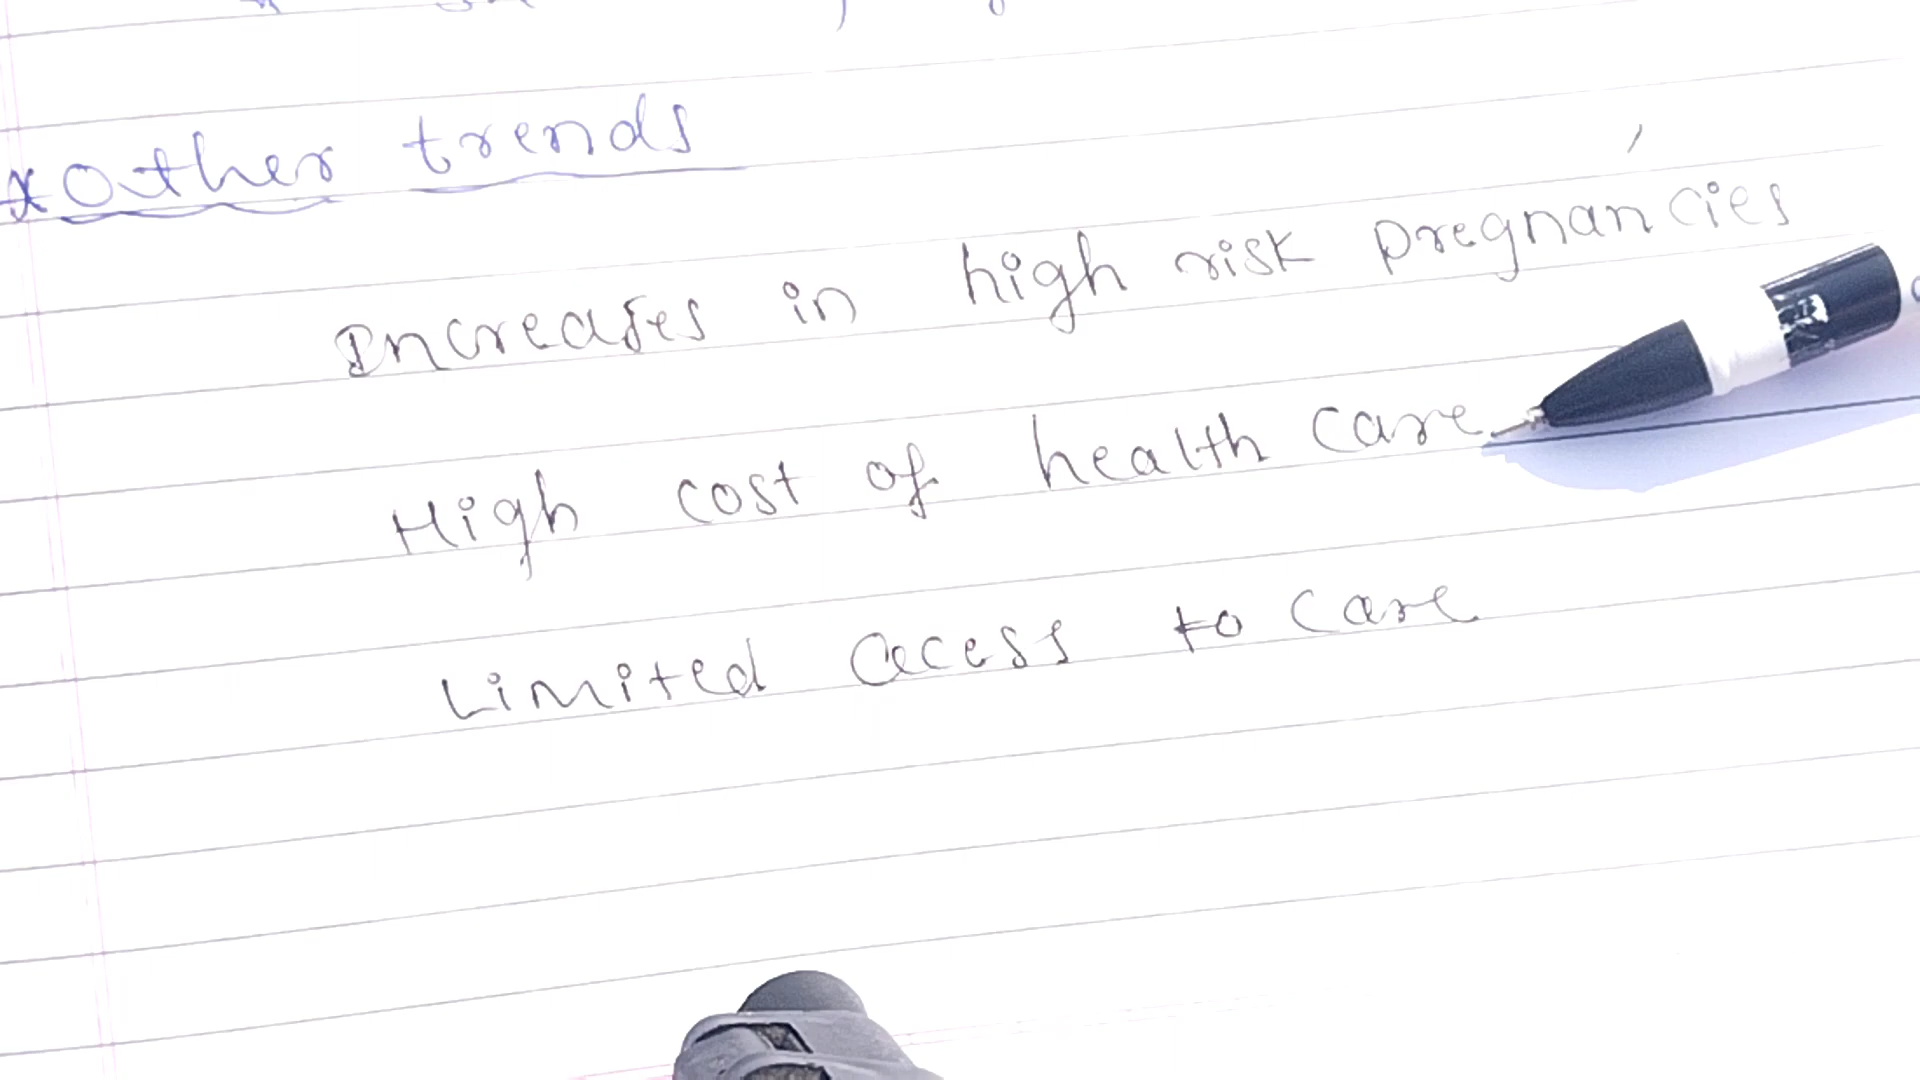 x Other trends
Increases in high risk pregnancies
High cost of health care
Limited acess to care